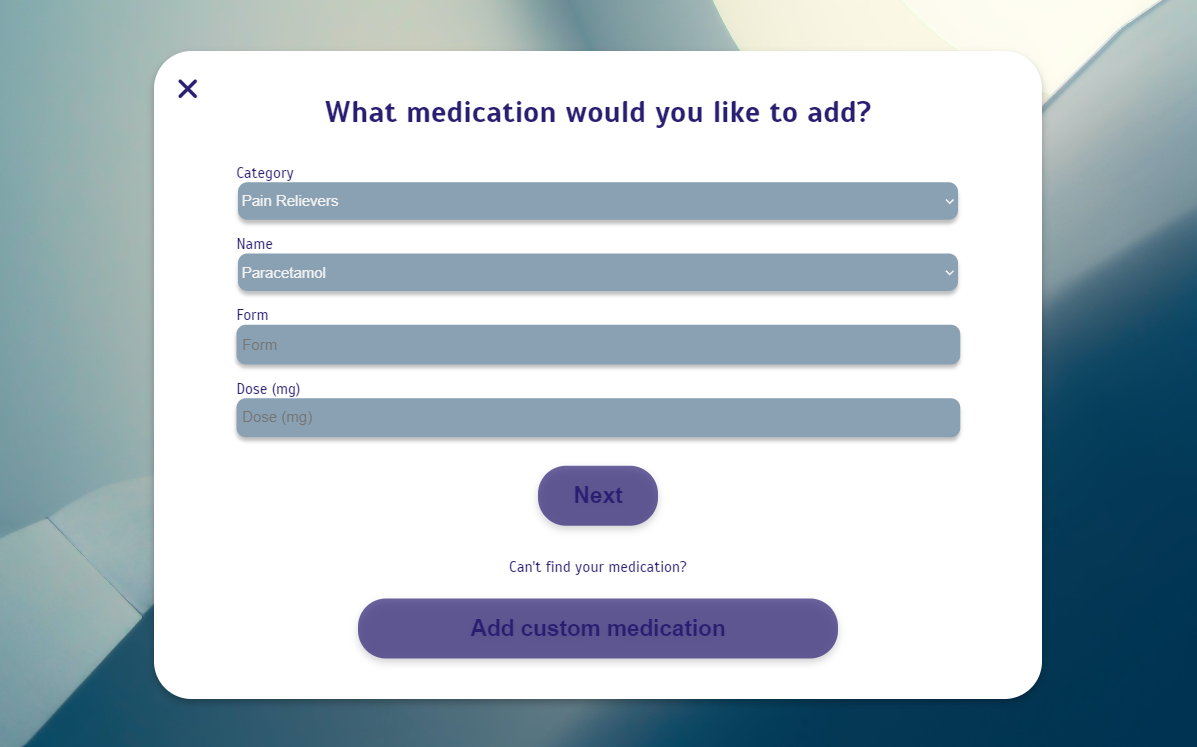 What medication would you like to add?
Category
Pain Relievers
Name
Paracetamol
Form
Form
Dose (mg)
Dose (mg)
Next
Can't find your medication?
Add custom medication